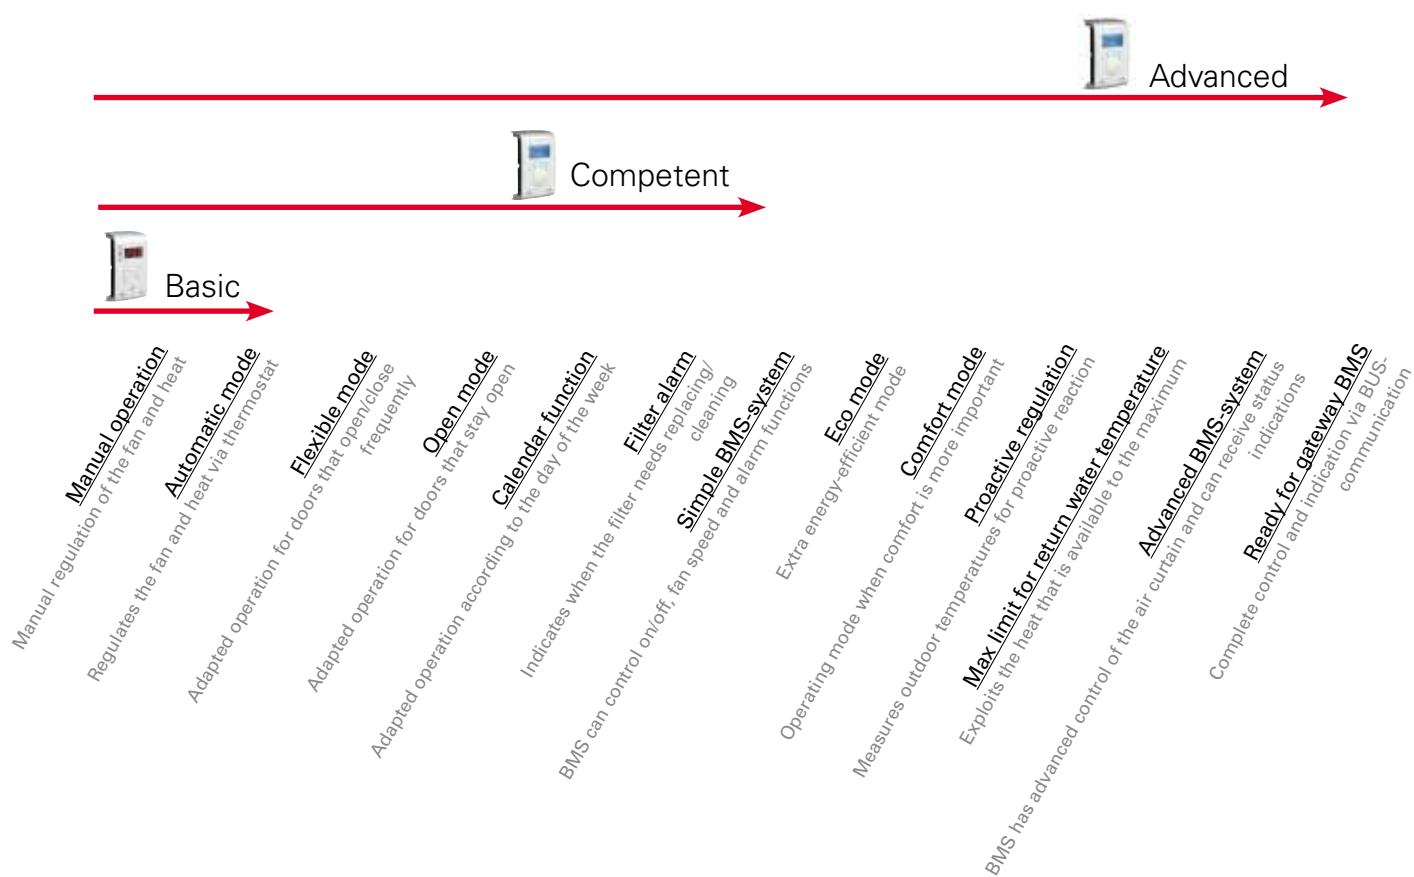 Advanced
Competent
Basic
Manual operation
Manual regulation of the fan and heat
Automatic mode
Regulates the fan and heat via thermostat
Flexible mode
Adapted operation for doors that open/close
frequently
Open mode
Adapted operation for doors that stay open
Calendar function
Adapted operation according to the day of the week
Filter alarm
Indicates when the filter needs replacing/
cleaning
Simple BMS-system
BMS can control on/off, fan speed and alarm functions
Eco mode
Extra energy-efficient mode
Comfort mode
Operating mode when comfort is more important
Proactive regulation
Measures outdoor temperatures for proactive reaction
Max limit for return water temperature
Exploits the heat that is available to the maximum
Advanced BMS-system
BMS has advanced control of the air curtain and can receive status
indications
Ready for gateway BMS
Complete control and indication via BUS-
communication